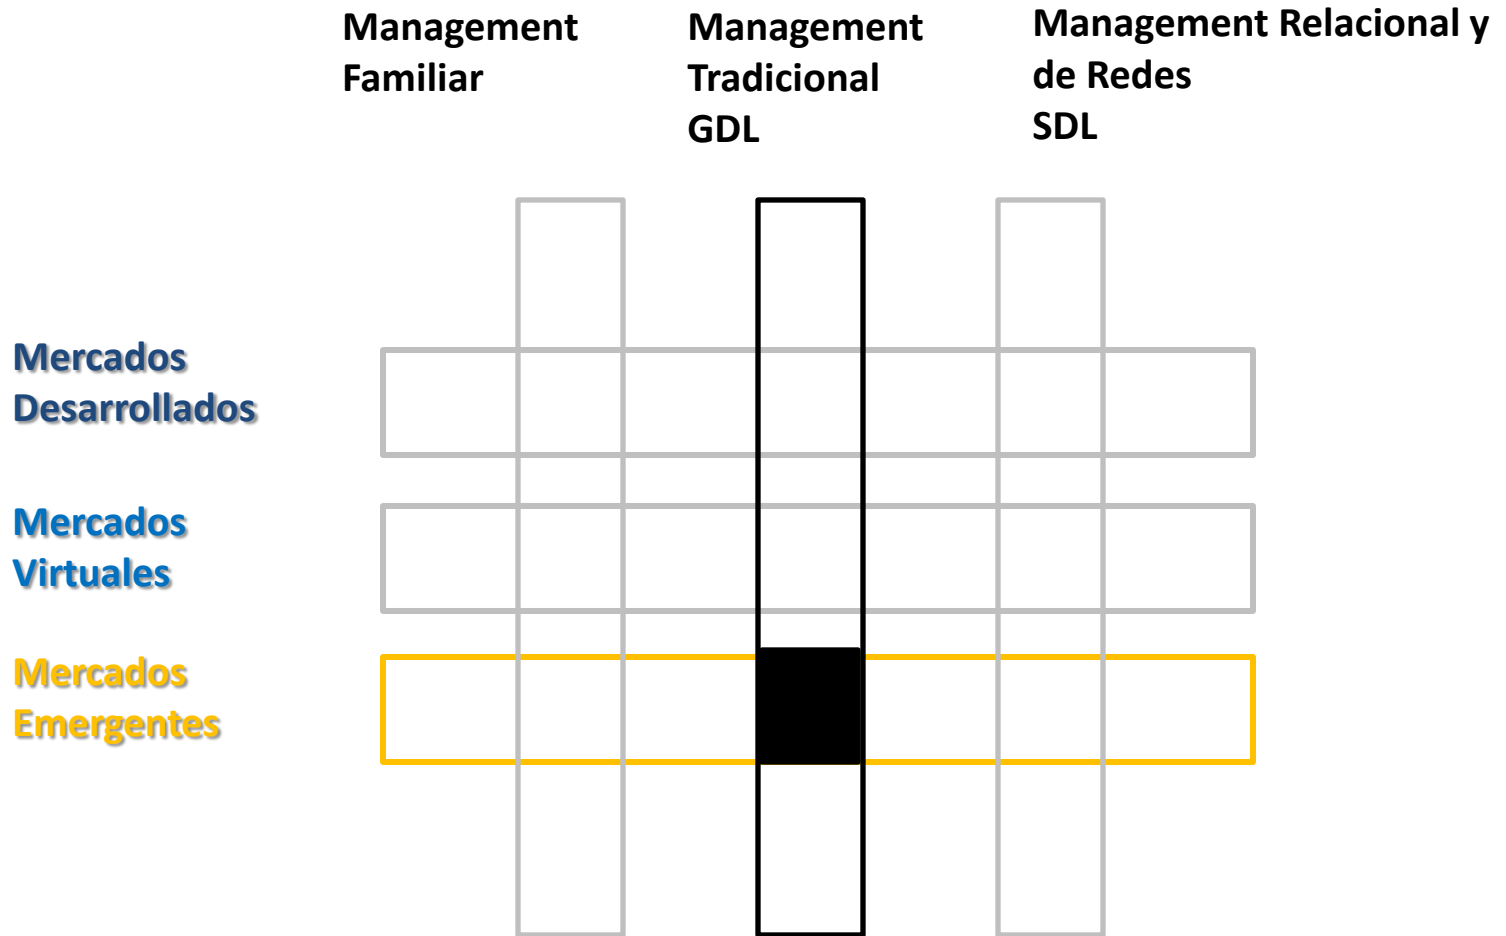 Management
Familiar
Management
Tradicional
GDL
Management Relacional y
de Redes
SDL
Mercados
Desarrollados
Mercados
Virtuales
Mercados
Emergentes